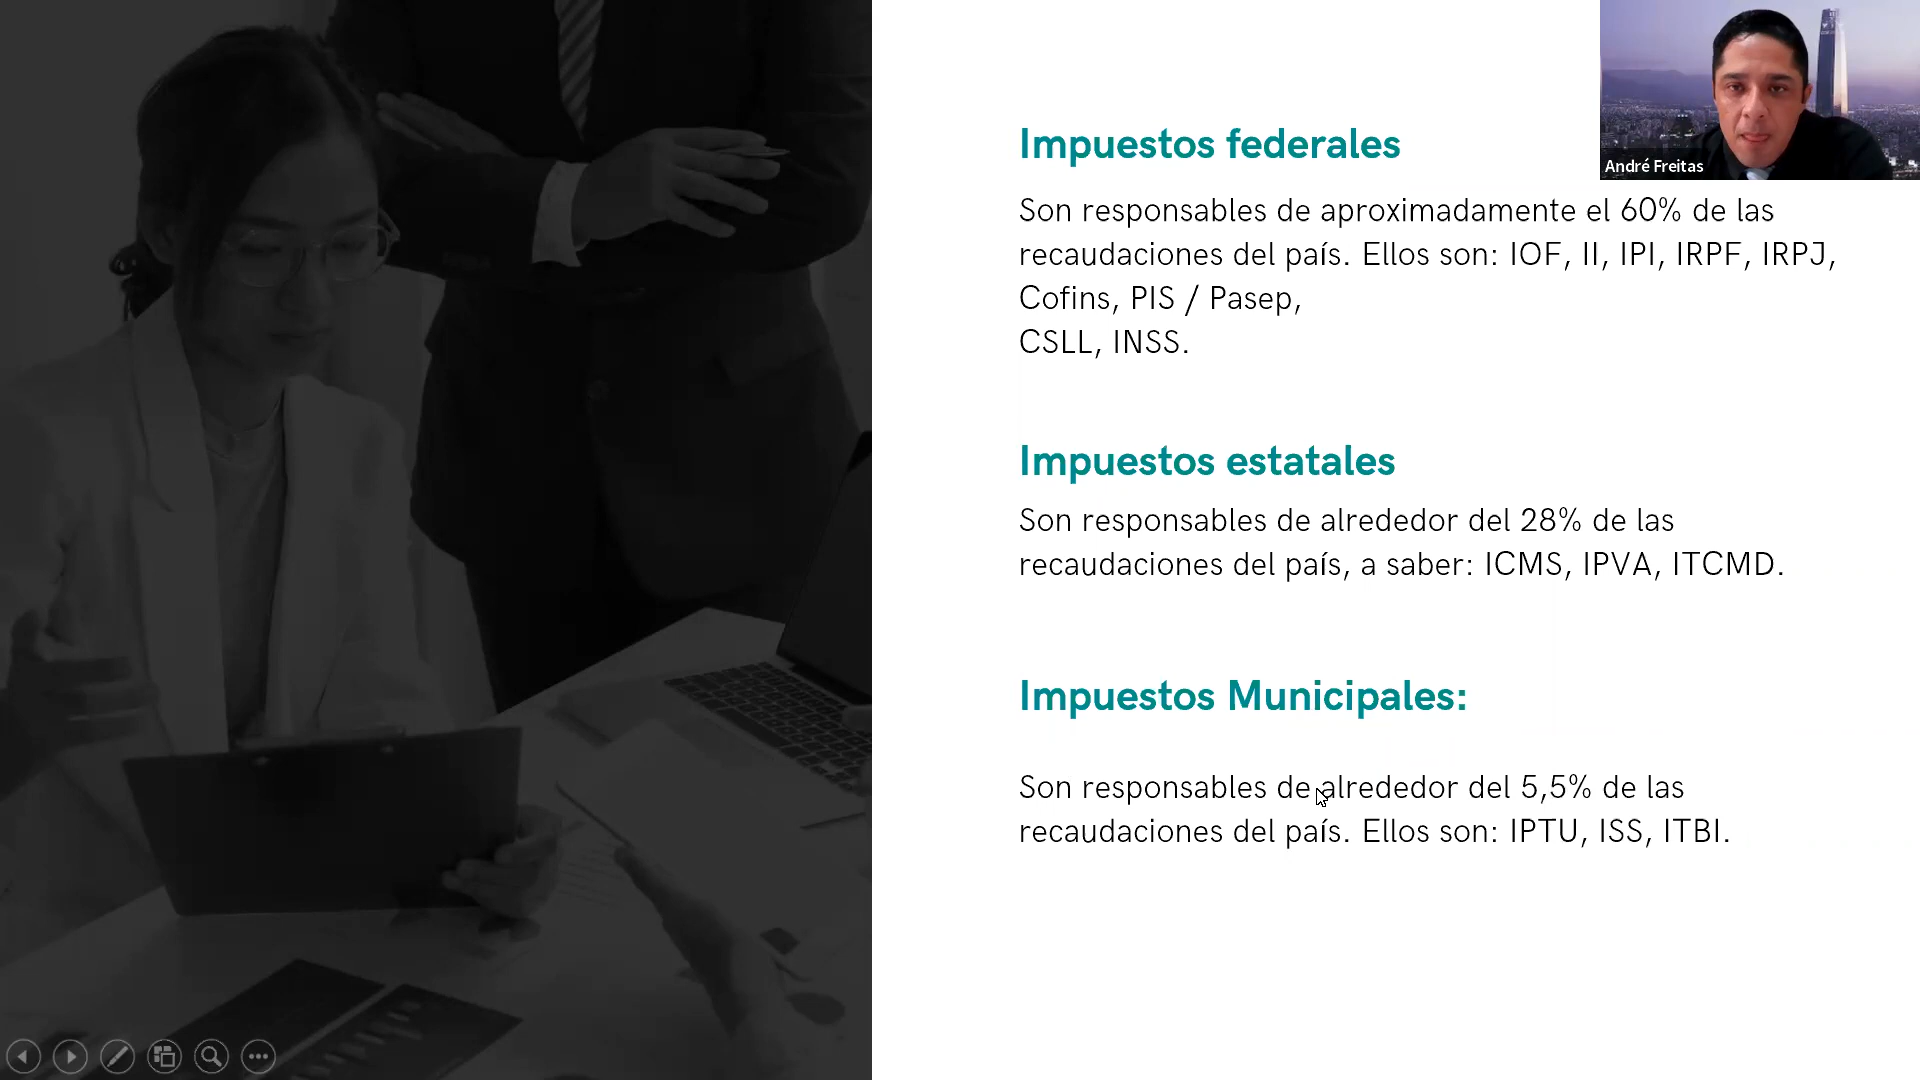 Impuestos federales
Son responsables de aproximadamente el 60% de las
recaudaciones del país. Ellos son: IOF, II, IPI, IRPF, IRPJ,
Cofins, PIS / Pasep,
CSLL, INSS.
Impuestos estatales
Son responsables de alrededor del 28% de las
recaudaciones del país, a saber: ICMS, IPVA, ITCMD.
Impuestos Municipales:
Son responsables de alrededor del 5,5% de las
recaudaciones del país. Ellos son: IPTU, ISS, ITBI.
André Freitas